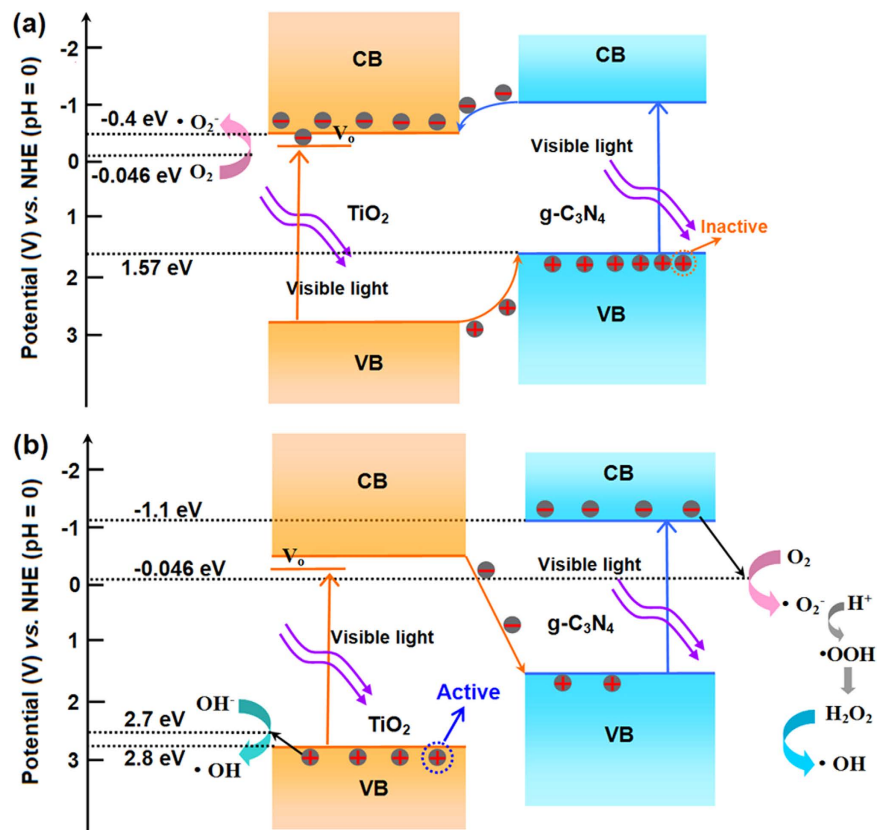 (a)
Potential (V) vs. NHE (pH = 0)
-2
-1
0
1
2
3
CB
CB
-0.4 eV
• O₂⁻
Vₒ
-0.046 eV
O₂
Visible light
TiO₂
g-C₃N₄
Inactive
1.57 eV
Visible light
VB
VB
(b)
Potential (V) vs. NHE (pH = 0)
-2
-1
0
1
2
3
CB
CB
-1.1 eV
Vₒ
-0.046 eV
O₂
Visible light
• O₂⁻
H⁺
Visible light
g-C₃N₄
•OOH
Active
2.7 eV
OH⁻
TiO₂
H₂O₂
2.8 eV
• OH
VB
VB
• OH